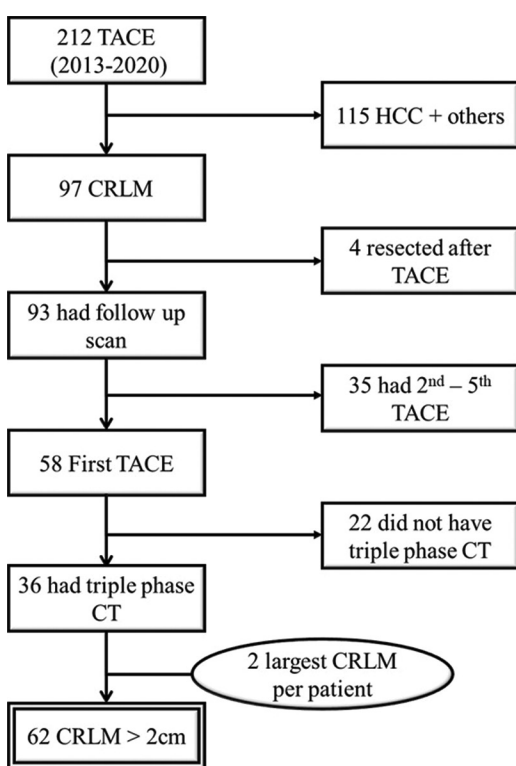 212 TACE
(2013-2020)
115 HCC + others
97 CRLM
4 resected after
TACE
93 had follow up
scan
35 had 2nd – 5th
TACE
58 First TACE
22 did not have
triple phase CT
36 had triple phase
CT
2 largest CRLM
per patient
62 CRLM > 2cm